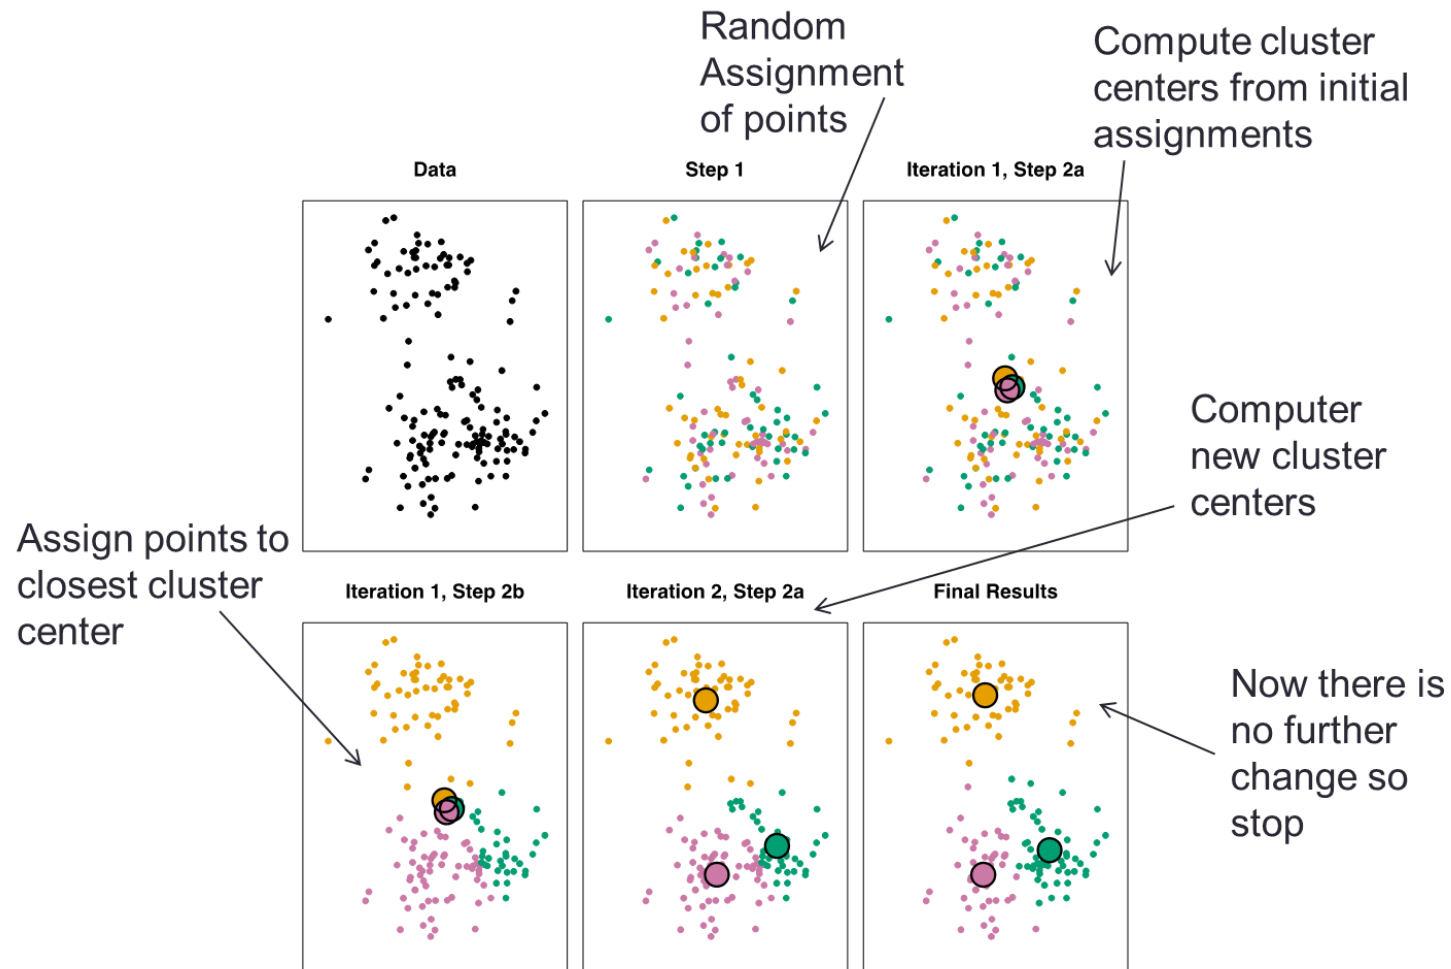 Random
Assignment
of points
Compute cluster
centers from initial
assignments
Data
Step 1
Iteration 1, Step 2a
Computer
new cluster
centers
Assign points to
closest cluster
center
Iteration 1, Step 2b
Iteration 2, Step 2a
Final Results
Now there is
no further
change so
stop